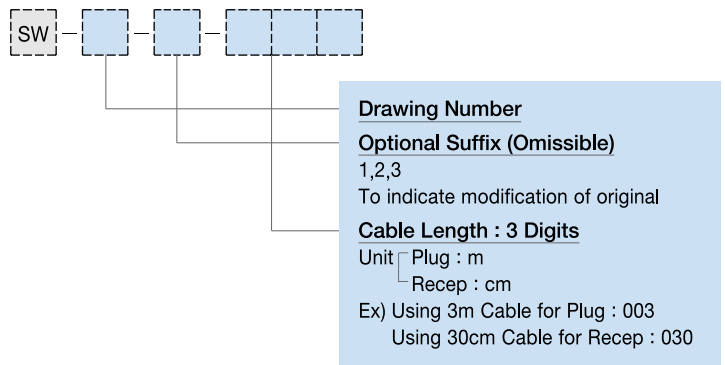 SW
Drawing Number
Optional Suffix (Omissible)
1,2,3
To indicate modification of original
Cable Length : 3 Digits
Unit Plug : m
Recep : cm
Ex) Using 3m Cable for Plug : 003
Using 30cm Cable for Recep : 030